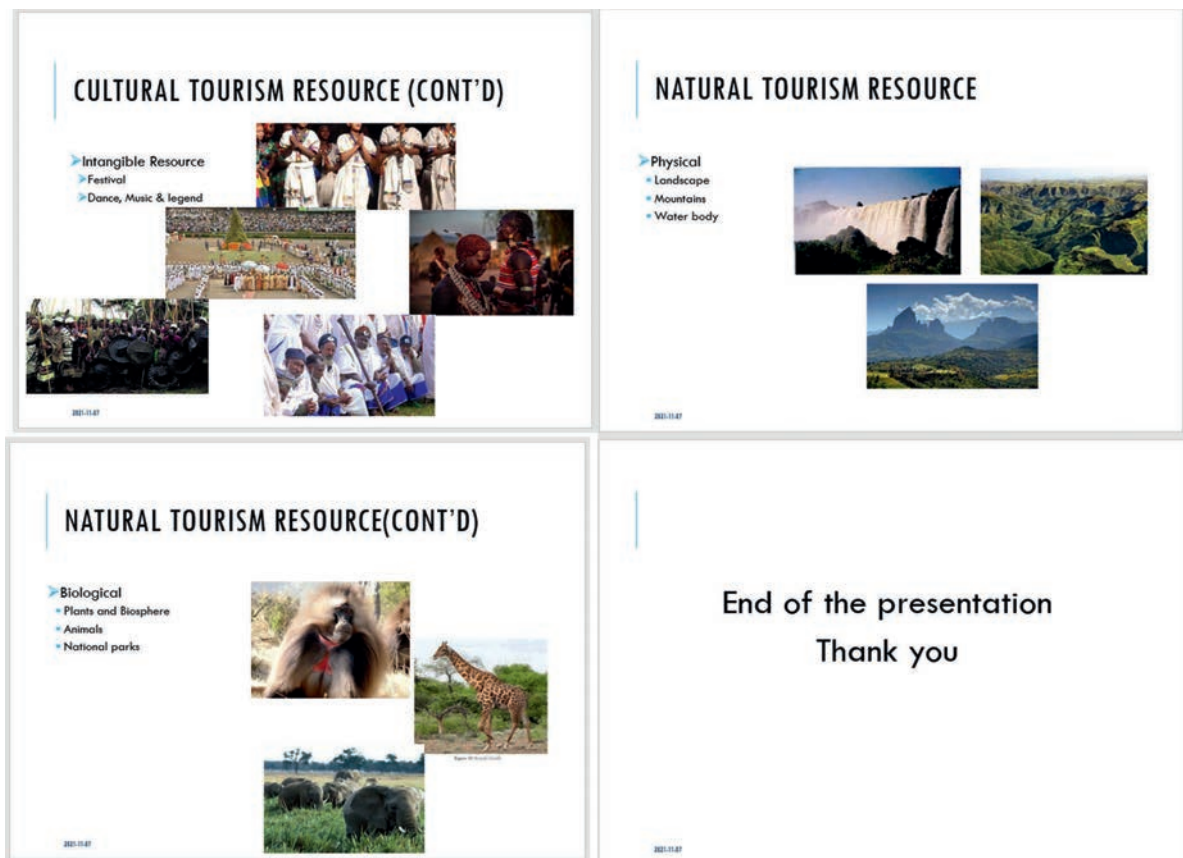 CULTURAL TOURISM RESOURCE (CONT'D)
Intangible Resource
Festival
Dance, Music & legend
2021-11-07
NATURAL TOURISM RESOURCE
Physical
Landscape
Mountains
Water body
2021-11-07
NATURAL TOURISM RESOURCE(CONT'D)
Biological
Plants and Biosphere
Animals
National parks
2021-11-07
End of the presentation
Thank you
2021-11-07